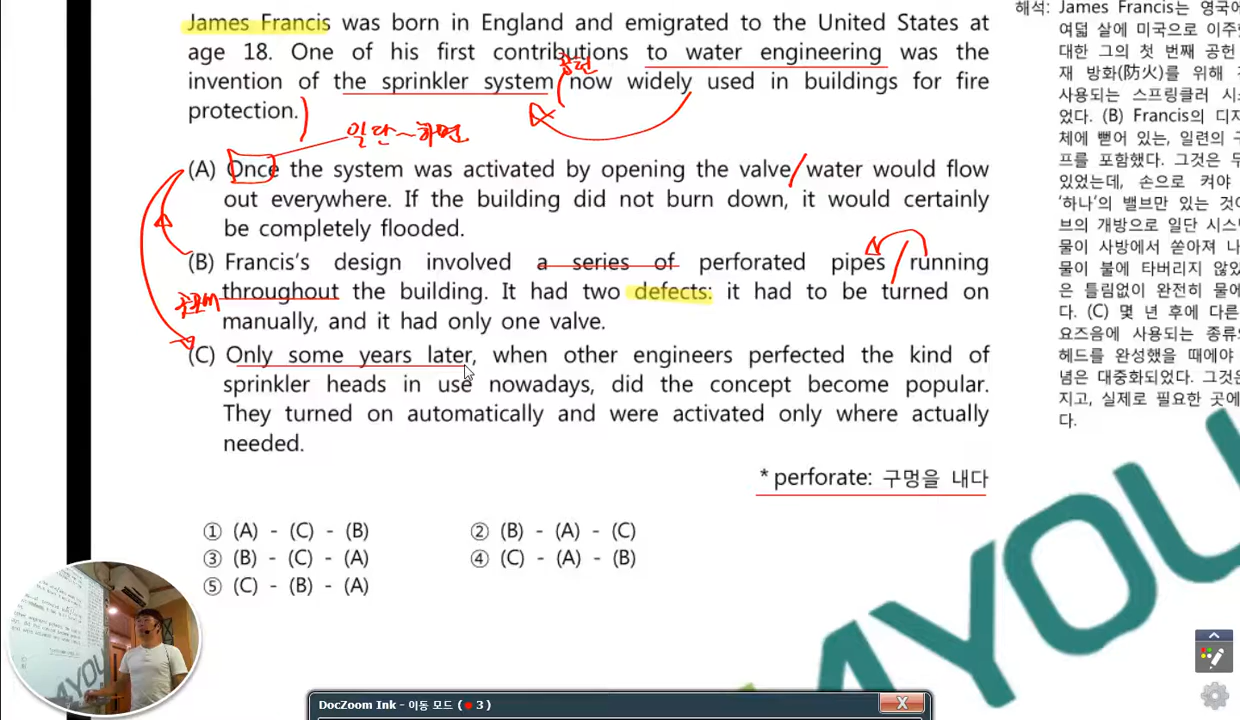 James Francis was born in England and emigrated to the United States at
age 18. One of his first contributions to water engineering was the
공헌
invention of the sprinkler system now widely used in buildings for fire
protection.
일단~하면
(A) Once the system was activated by opening the valve/water would flow
out everywhere. If the building did not burn down, it would certainly
be completely flooded.
(B) Francis's design involved a series of perforated pipes running
throughout the building. It had two defects: it had to be turned on
manually, and it had only one valve.
(C) Only some years later, when other engineers perfected the kind of
sprinkler heads in use nowadays, did the concept become popular.
They turned on automatically and were activated only where actually
needed.
* perforate: 구멍을 내다
① (A) - (C) - (B)
② (B) - (A) - (C)
③ (B) - (C) - (A)
④ (C) - (A) - (B)
⑤ (C) - (B) - (A)
해석: James Francis는 영국에
여덟 살에 미국으로 이주했
대한 그의 첫 번째 공헌
재 방화(防火)를 위해
사용되는 스프링클러 시스
었다. (B) Francis의 디자
체에 뻗어 있는, 일련의 구
프를 포함했다. 그것은 두
있었는데, 손으로 켜야
'하나'의 밸브만 있는 것이
브의 개방으로 일단 시스
물이 사방에서 쏟아져 나
물이 불에 타버리지 않았
은 틀림없이 완전히 물에
다. (C) 몇 년 후에 다른
요즈음에 사용되는 종류의
헤드를 완성했을 때에야
념은 대중화되었다. 그것은
지고, 실제로 필요한 곳에
다.
4YOU
DocZoom Ink - 이동 모드 ( 3 )
X